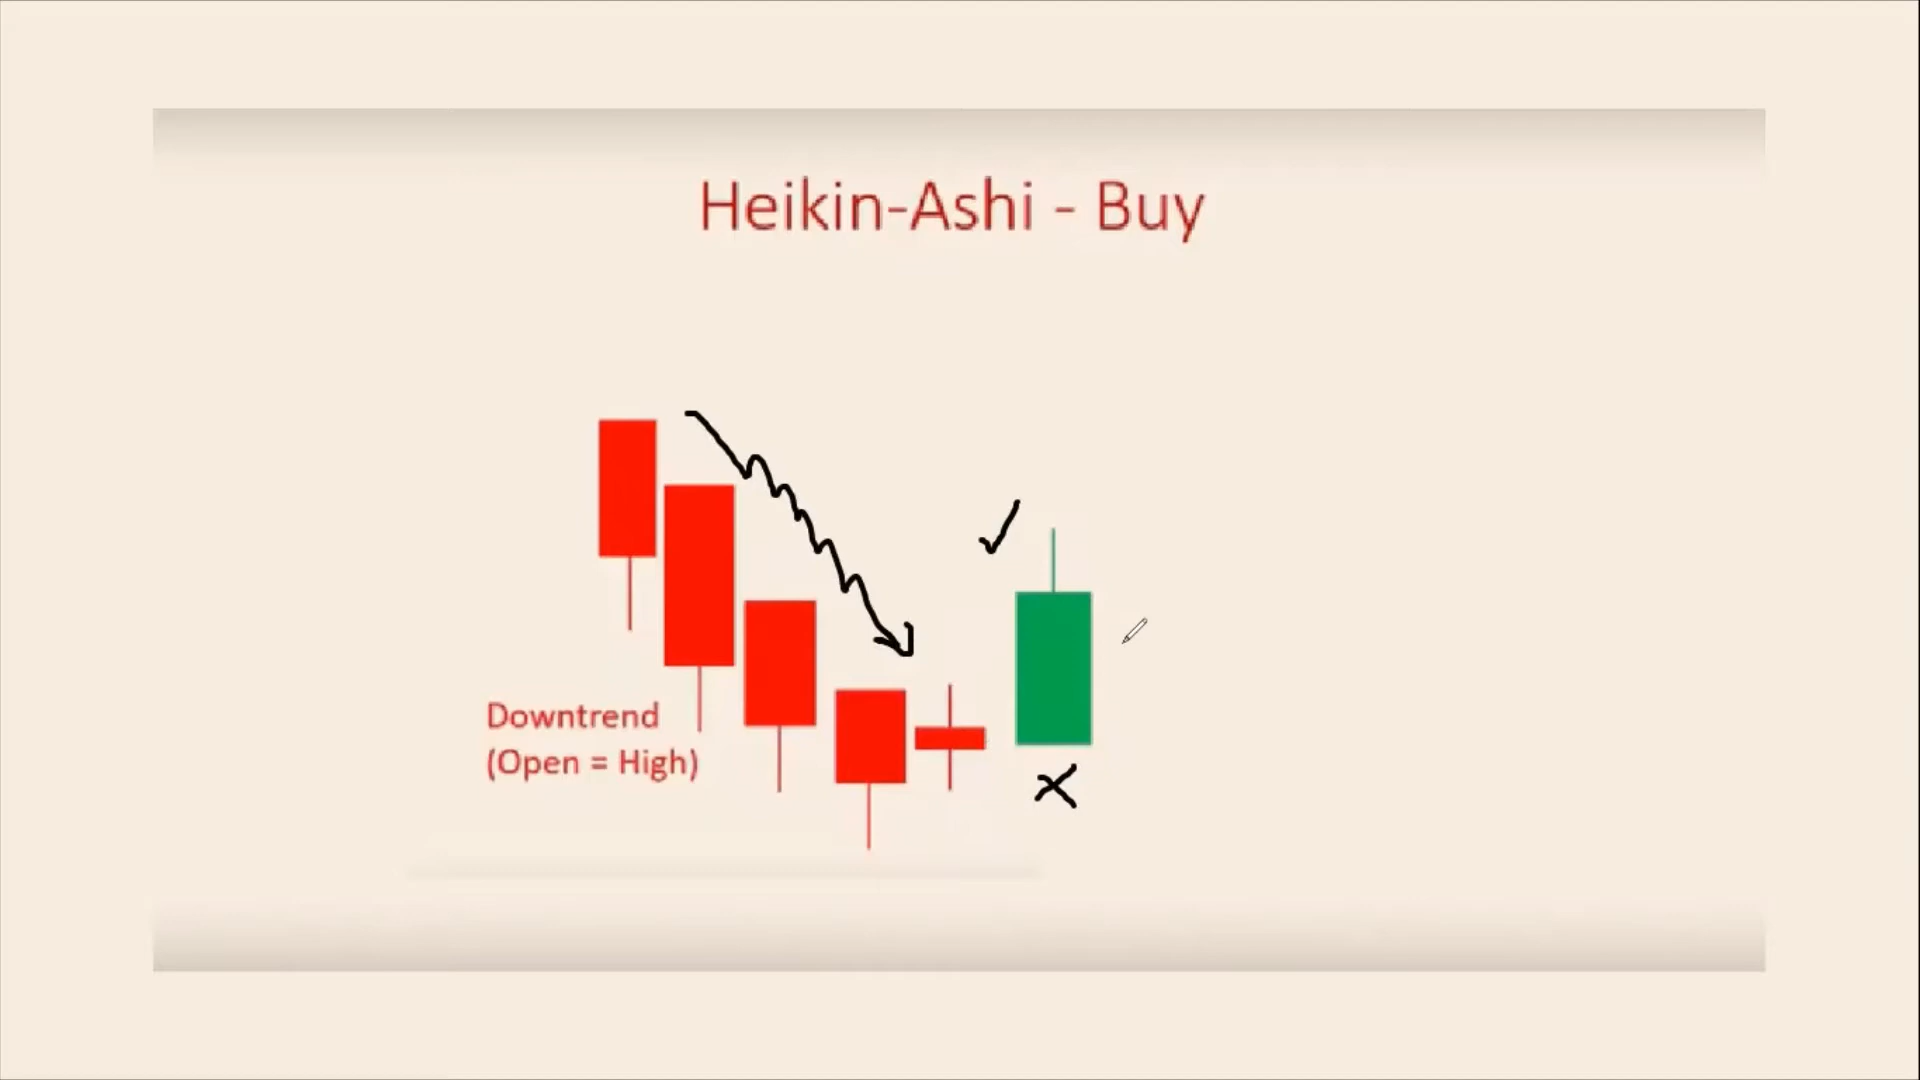 Heikin-Ashi - Buy
Downtrend
(Open = High)